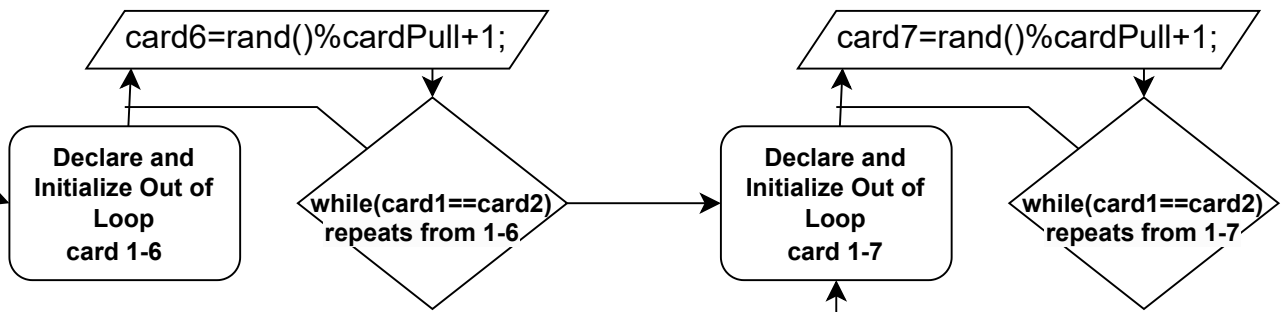 card6=rand()%cardPull+1;
Declare and
Initialize Out of
Loop
card 1-6
while(card1==card2)
repeats from 1-6
card7=rand()%cardPull+1;
Declare and
Initialize Out of
Loop
card 1-7
while(card1==card2)
repeats from 1-7